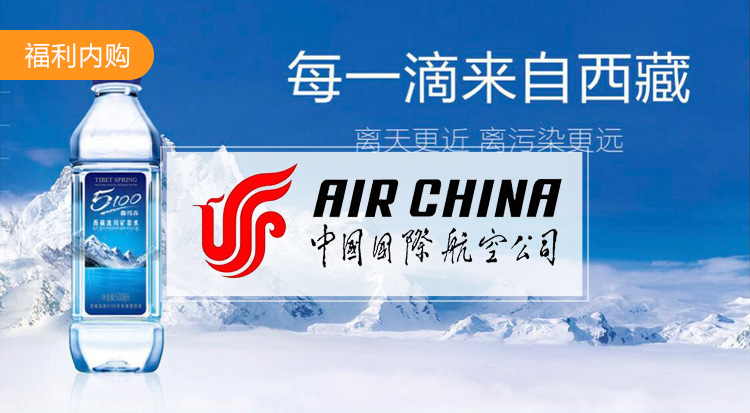 福利内购
每一滴来自西藏
离天更近 离污染更远
AIR CHINA
中国國際航空公司
TIBET SPRING
5100
西藏冰川矿泉水